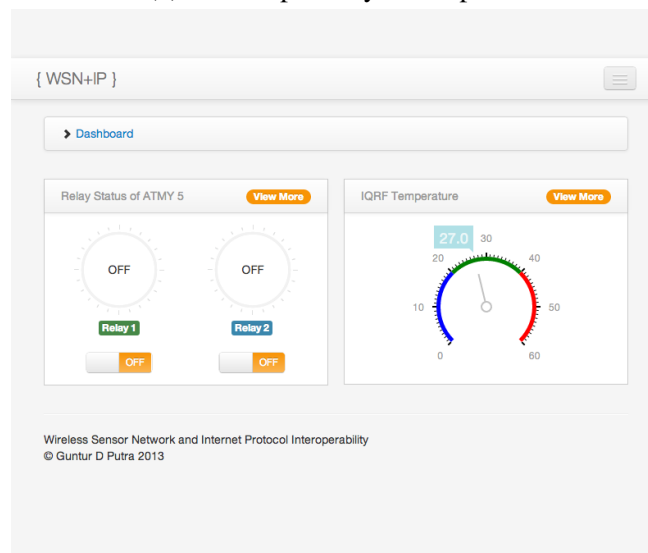 { WSN+IP }
Dashboard
Relay Status of ATMY 5
View More
OFF
OFF
Relay 1
Relay 2
OFF
OFF
IQRF Temperature
View More
27.0
30
20
40
10
50
0
60
Wireless Sensor Network and Internet Protocol Interoperability
© Guntur D Putra 2013